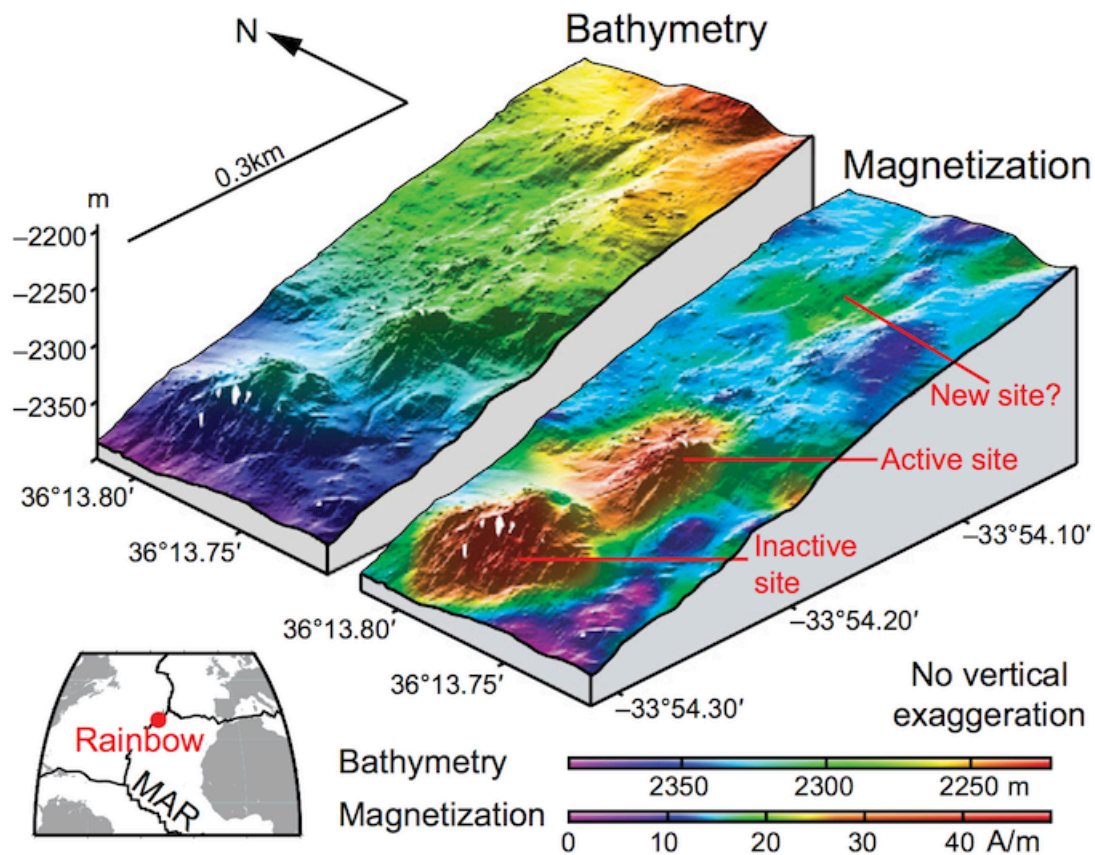 N
Bathymetry
0.3km
m
–2200
–2250
–2300
–2350
36°13.80′
36°13.75′
Magnetization
New site?
Active site
Inactive
site
36°13.80′
36°13.75′
–33°54.10′
–33°54.20′
–33°54.30′
No vertical
exaggeration
Rainbow
MAR
Bathymetry
2350 2300 2250 m
Magnetization
0 10 20 30 40 A/m